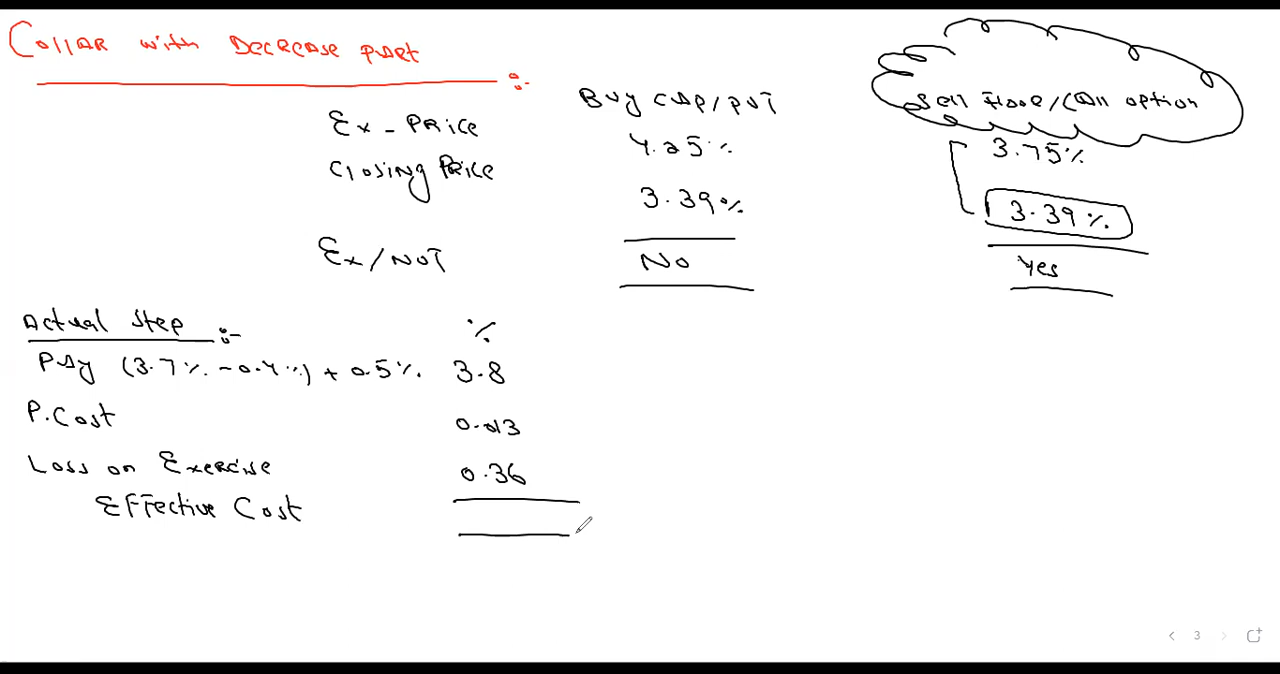 Collar with Decrease part :-
Buy Cap/PUT
Sell Floor/Call option
Ex-Price 4.25% 3.75%
Closing Price 3.39% 3.39%
Ex/NOT No Yes
Actual Step :- %
Pay (3.7% - 0.4%) + 0.5% 3.8
P.Cost 0.013
Loss on Exercise 0.36
Effective Cost
3